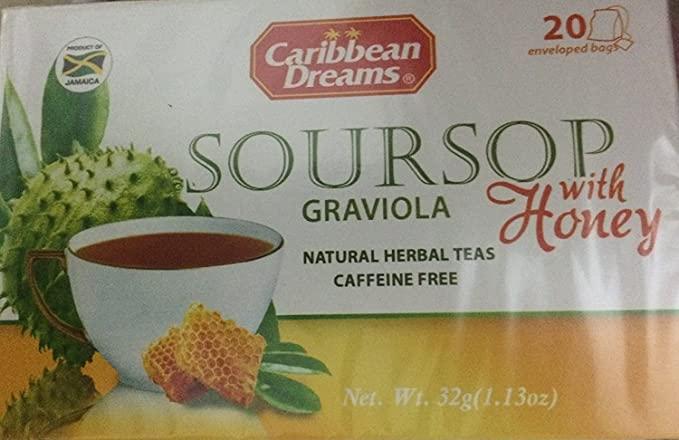 PRODUCT OF
JAMAICA
Caribbean
Dreams®
20
enveloped bags
SOURSOP
GRAVIOLA
with
Honey
NATURAL HERBAL TEAS
CAFFEINE FREE
Net. Wt. 32g(1.13oz)